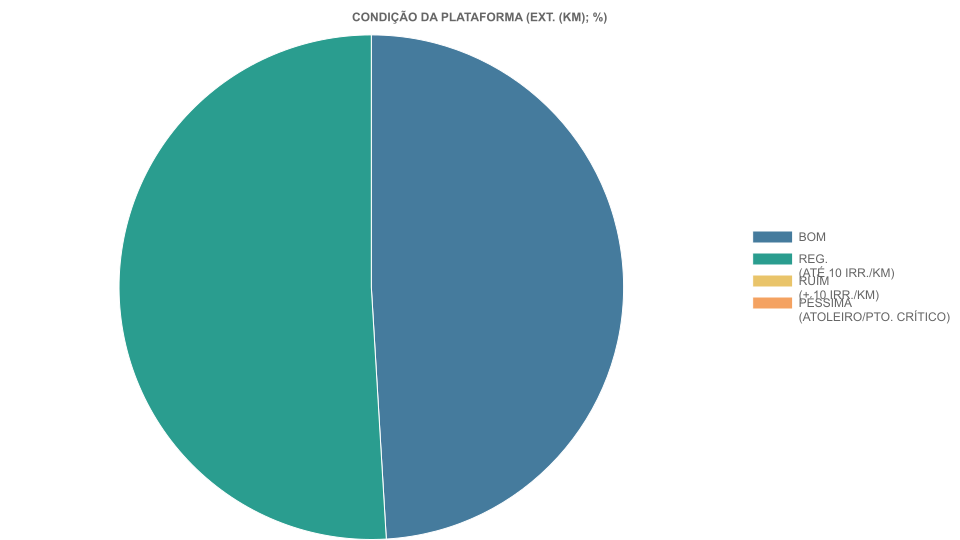 CONDIÇÃO DA PLATAFORMA (EXT. (KM); %)
BOM
REG.
(ATÉ 10 IRR./KM)
RUIM
(+ 10 IRR./KM)
PÉSSIMA
(ATOLEIRO/PTO. CRÍTICO)